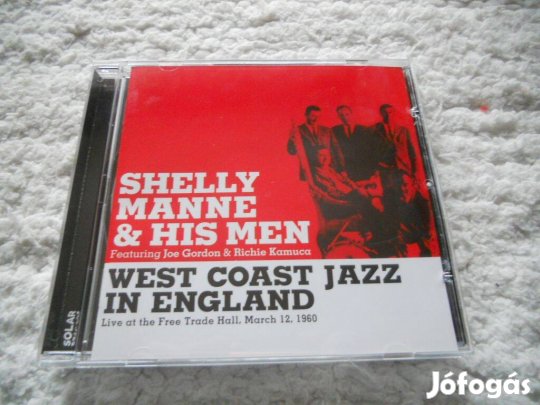 SHELLY
MANNE
& HIS MEN
Featuring Joe Gordon & Richie Kamuca
WEST COAST JAZZ
IN ENGLAND
Live at the Free Trade Hall, March 12, 1960
SOLAR
Jófogás